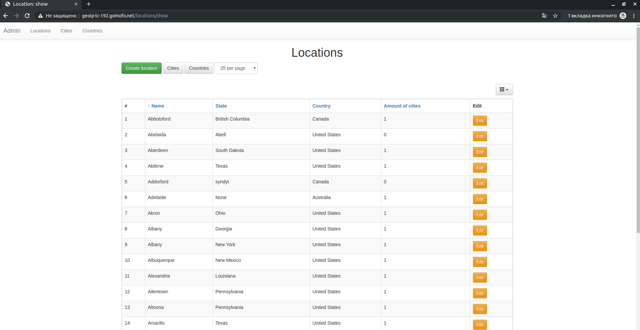 Location: show
Не защищено geoip-lc-192.gomofo.net/location/show 1 вкладка инкогнито
Admin Locations Cities Countries
Locations
Create location Cities Countries 25 per page
# Name State Country Amount of cities Edit
1 Abbotsford British Columbia Canada 1 Edit
2 Abelaida Abell United States 0 Edit
3 Aberdeen South Dakota United States 1 Edit
4 Abilene Texas United States 1 Edit
5 Addorford syndyt Canada 0 Edit
6 Adelaide None Australia 1 Edit
7 Akron Ohio United States 1 Edit
8 Albany Georgia United States 1 Edit
9 Albany New York United States 1 Edit
10 Albuquerque New Mexico United States 1 Edit
11 Alexandria Louisiana United States 1 Edit
12 Allentown Pennsylvania United States 1 Edit
13 Altoona Pennsylvania United States 1 Edit
14 Amarillo Texas United States 1 Edit